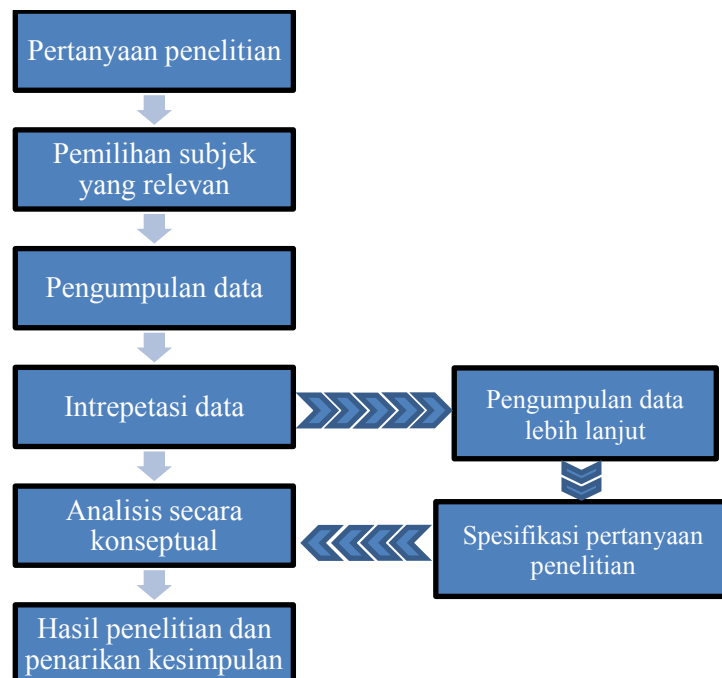 Pertanyaan penelitian
Pemilihan subjek
yang relevan
Pengumpulan data
Intrepetasi data
Pengumpulan data
lebih lanjut
Spesifikasi pertanyaan
penelitian
Analisis secara
konseptual
Hasil penelitian dan
penarikan kesimpulan